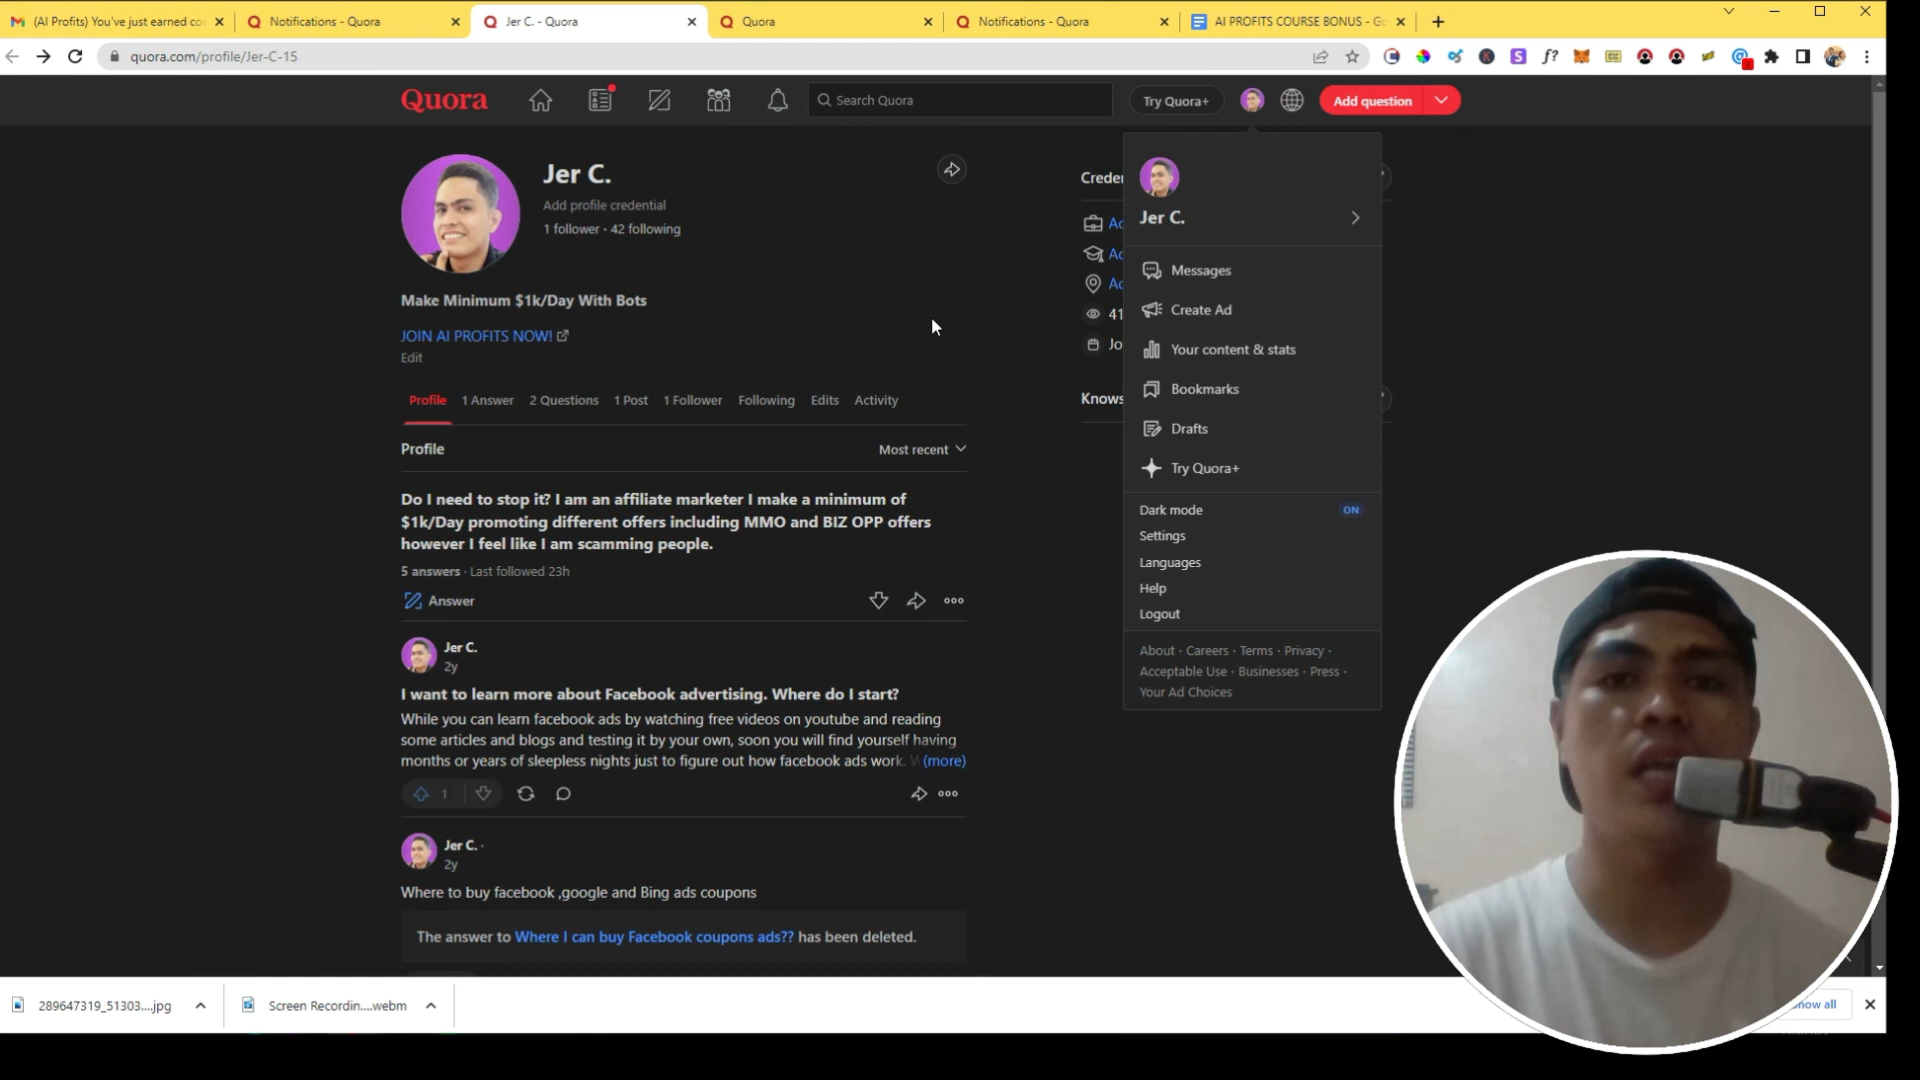 (AI Profits) You've just earned co
Notifications - Quora
Jer C. - Quora
Quora
Notifications - Quora
AI PROFITS COURSE BONUS - Go
quora.com/profile/Jer-C-15
Quora
Search Quora
Try Quora+
Add question
Jer C.
Add profile credential
1 follower · 42 following
Make Minimum $1k/Day With Bots
JOIN AI PROFITS NOW!
Edit
Profile 1 Answer 2 Questions 1 Post 1 Follower Following Edits Activity
Profile
Most recent
Do I need to stop it? I am an affiliate marketer I make a minimum of
$1k/Day promoting different offers including MMO and BIZ OPP offers
however I feel like I am scamming people.
5 answers · Last followed 23h
Answer
Jer C.
2y
I want to learn more about Facebook advertising. Where do I start?
While you can learn facebook ads by watching free videos on youtube and reading
some articles and blogs and testing it by your own, soon you will find yourself having
months or years of sleepless nights just to figure out how facebook ads work. (more)
1
Jer C. ·
2y
Where to buy facebook ,google and Bing ads coupons
The answer to Where I can buy Facebook coupons ads?? has been deleted.
Creder
Ac
Ac
Ac
41
Jo
Knows
Jer C.
Messages
Create Ad
Your content & stats
Bookmarks
Drafts
Try Quora+
Dark mode ON
Settings
Languages
Help
Logout
About · Careers · Terms · Privacy ·
Acceptable Use · Businesses · Press ·
Your Ad Choices
289647319_51303....jpg
Screen Recordin....webm
how all